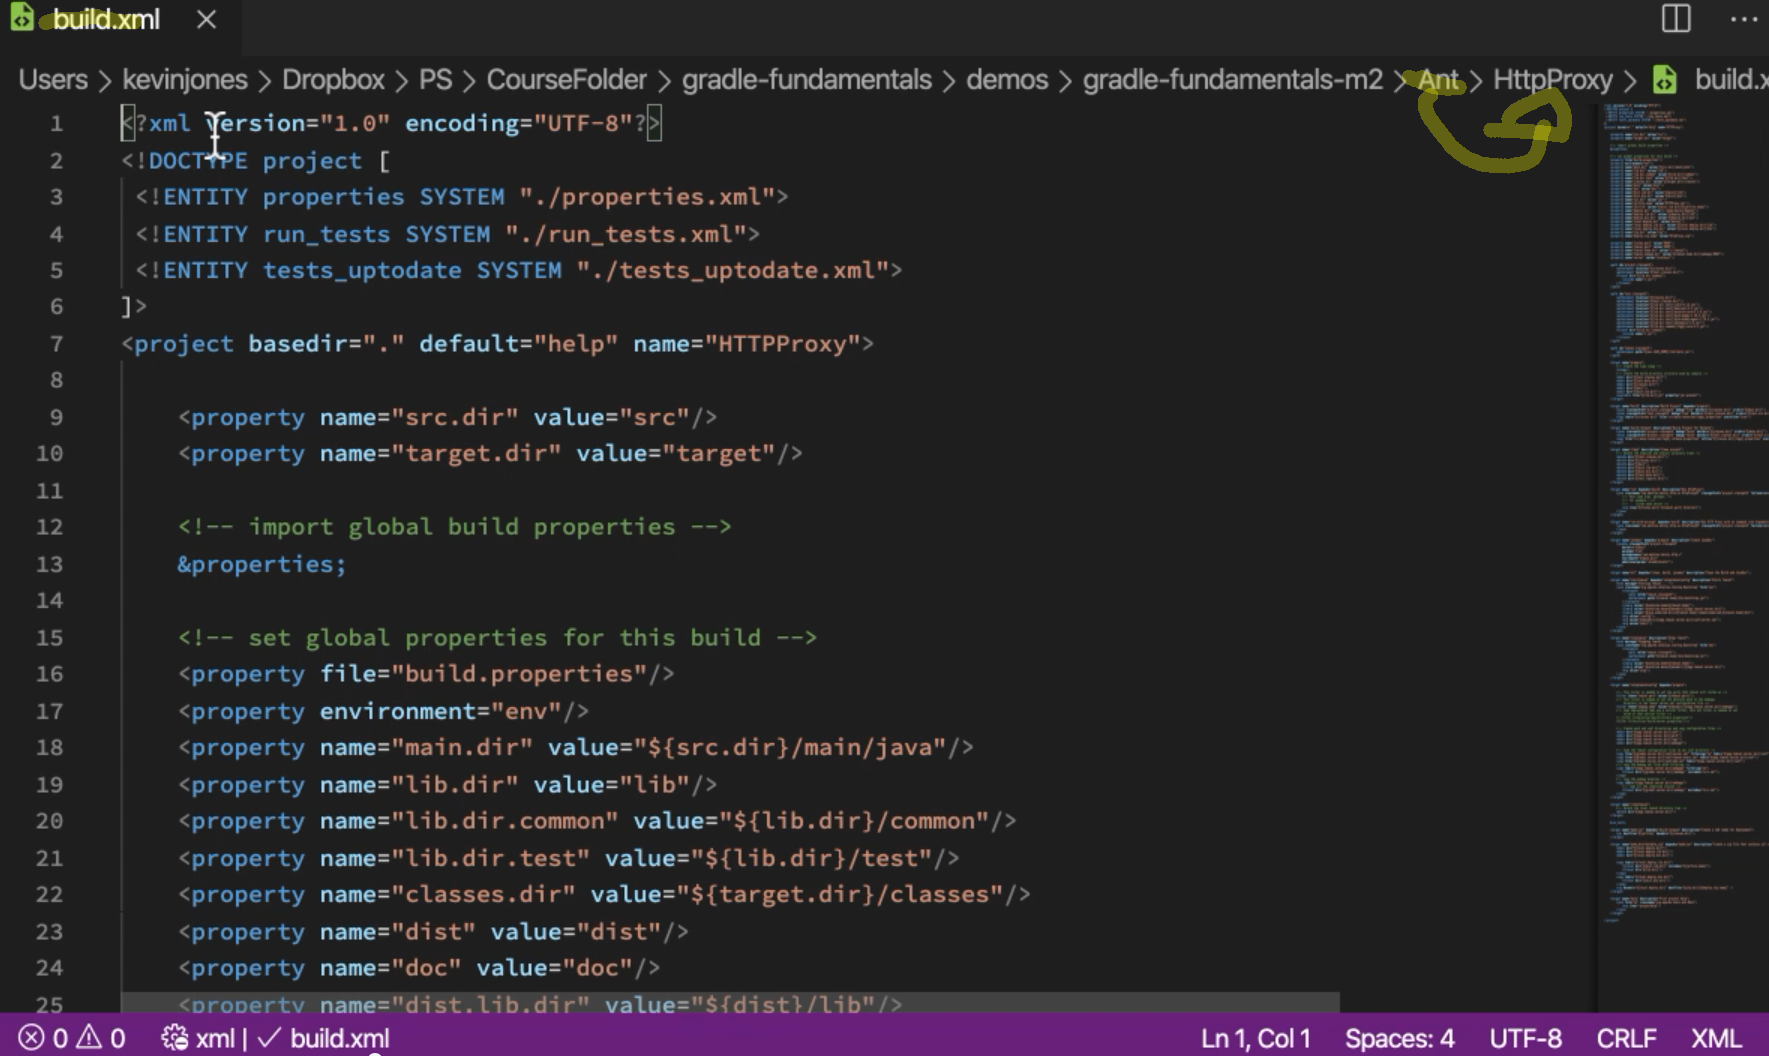 build.xml
Users > kevinjones > Dropbox > PS > CourseFolder > gradle-fundamentals > demos > gradle-fundamentals-m2 > Ant > HttpProxy > build.x
1 <?xml version="1.0" encoding="UTF-8"?>
2 <!DOCTYPE project [
3 <!ENTITY properties SYSTEM "./properties.xml">
4 <!ENTITY run_tests SYSTEM "./run_tests.xml">
5 <!ENTITY tests_uptodate SYSTEM "./tests_uptodate.xml">
6 ]>
7 <project basedir="." default="help" name="HTTPProxy">
8
9 <property name="src.dir" value="src"/>
10 <property name="target.dir" value="target"/>
11
12 <!-- import global build properties -->
13 &properties;
14
15 <!-- set global properties for this build -->
16 <property file="build.properties"/>
17 <property environment="env"/>
18 <property name="main.dir" value="${src.dir}/main/java"/>
19 <property name="lib.dir" value="lib"/>
20 <property name="lib.dir.common" value="${lib.dir}/common"/>
21 <property name="lib.dir.test" value="${lib.dir}/test"/>
22 <property name="classes.dir" value="${target.dir}/classes"/>
23 <property name="dist" value="dist"/>
24 <property name="doc" value="doc"/>
25 <property name="dist.lib.dir" value="${dist}/lib"/>
0 0 xml | ✓ build.xml Ln 1, Col 1 Spaces: 4 UTF-8 CRLF XML